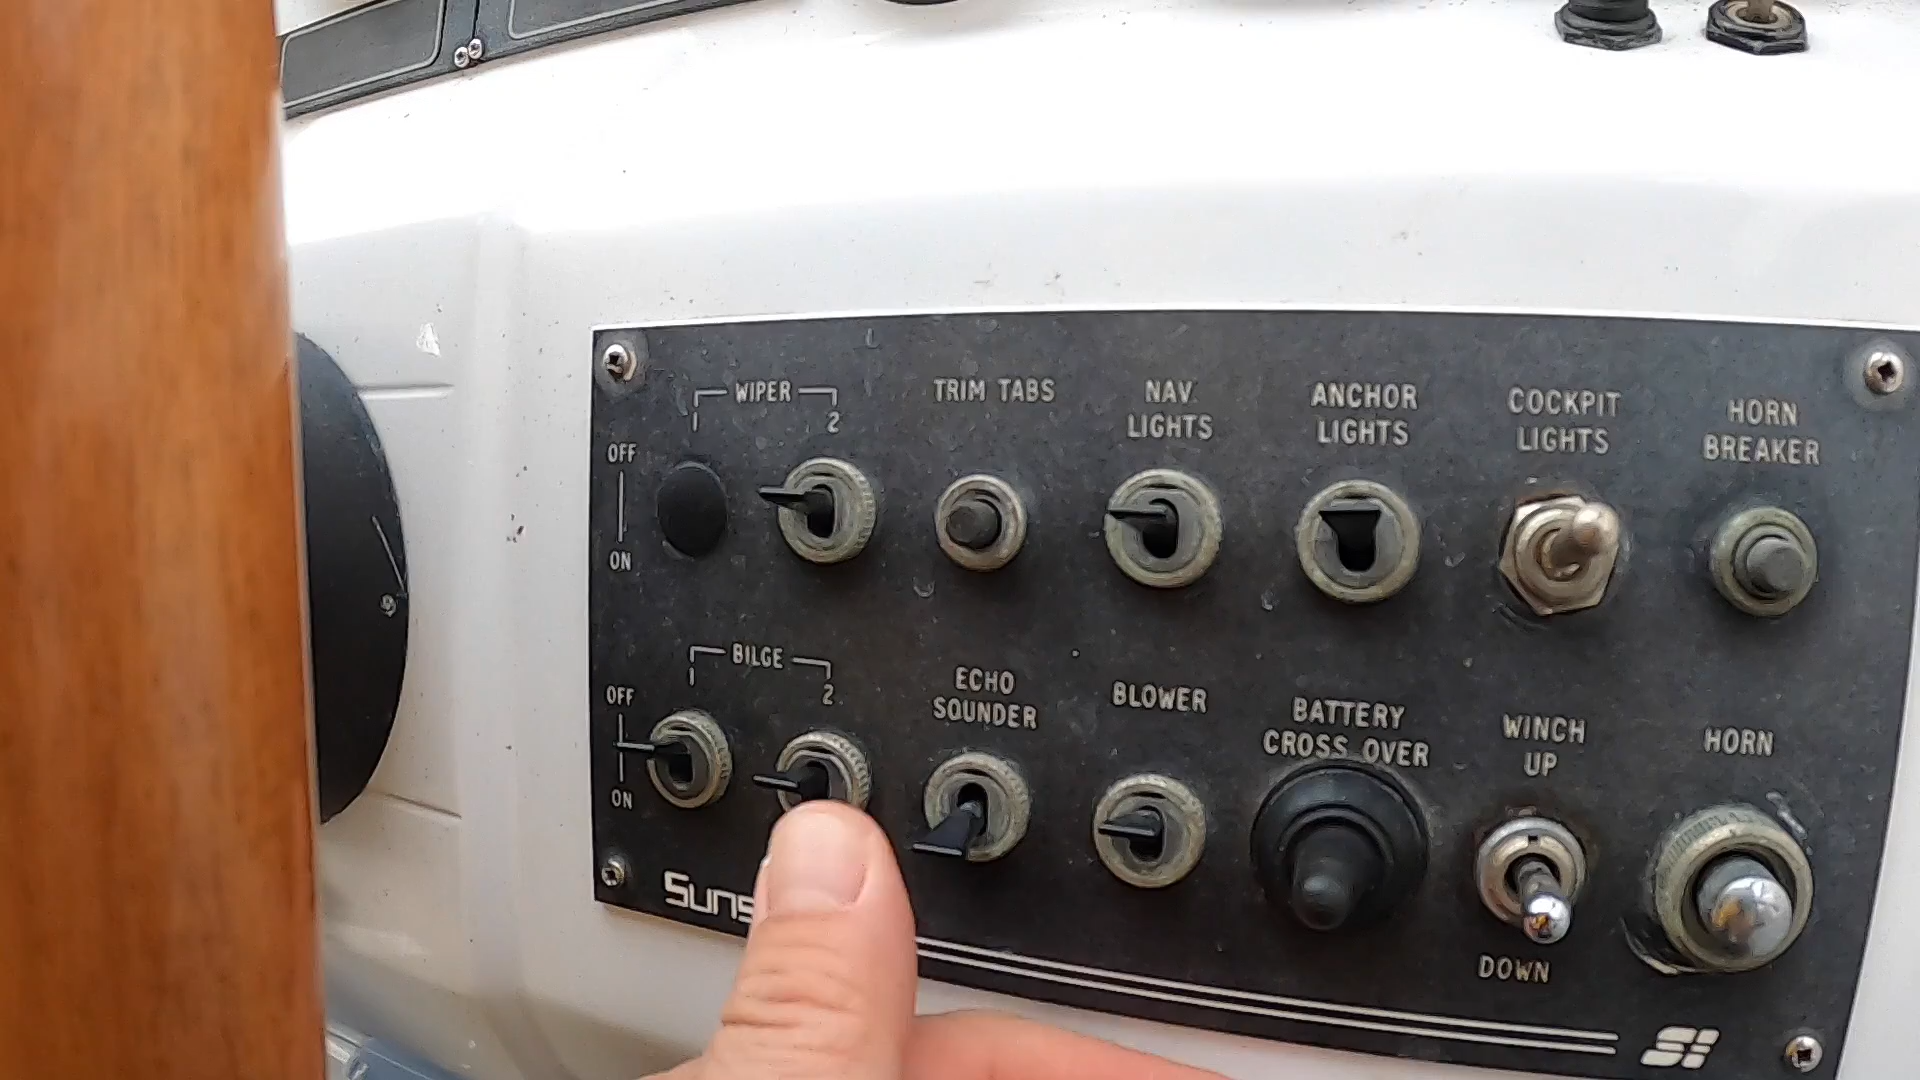 WIPER
1 2
OFF
ON
TRIM TABS
NAV
LIGHTS
ANCHOR
LIGHTS
COCKPIT
LIGHTS
HORN
BREAKER
BILGE
1 2
OFF
ON
ECHO
SOUNDER
BLOWER
BATTERY
CROSS OVER
WINCH
UP
DOWN
HORN